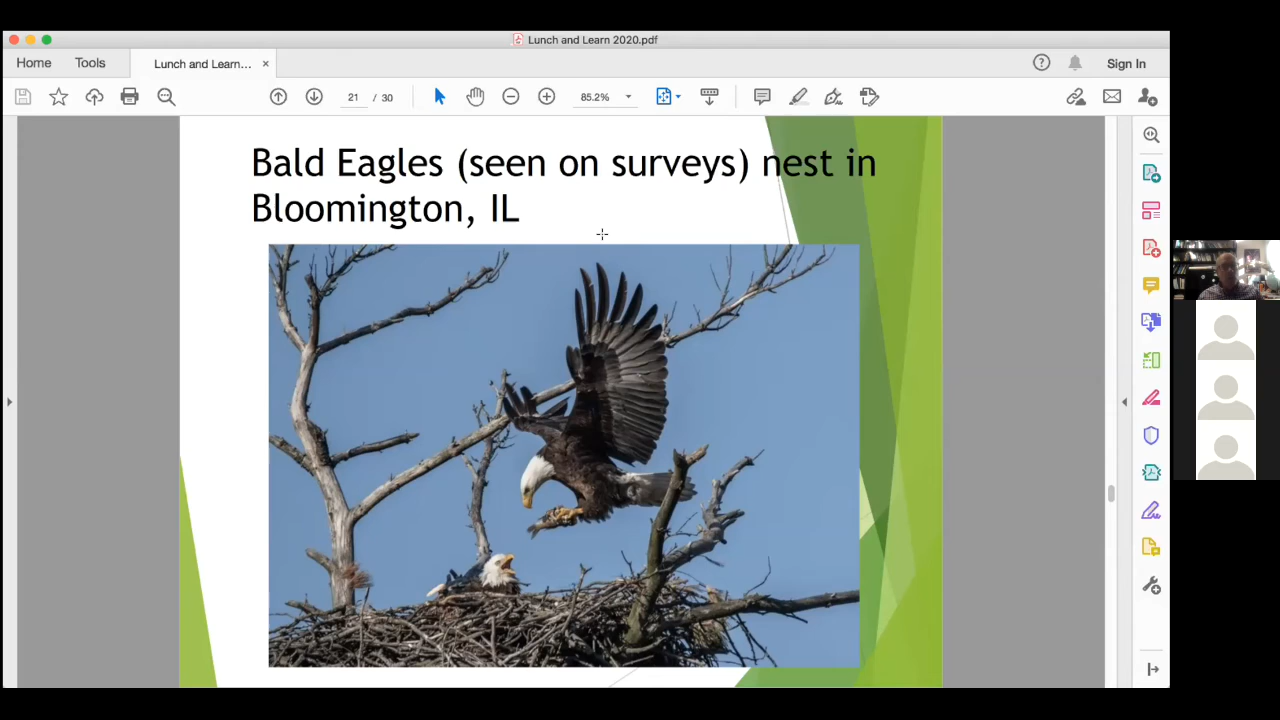 Lunch and Learn 2020.pdf
Home Tools Lunch and Learn... × Sign In
21 / 30 85.2%
Bald Eagles (seen on surveys) nest in
Bloomington, IL